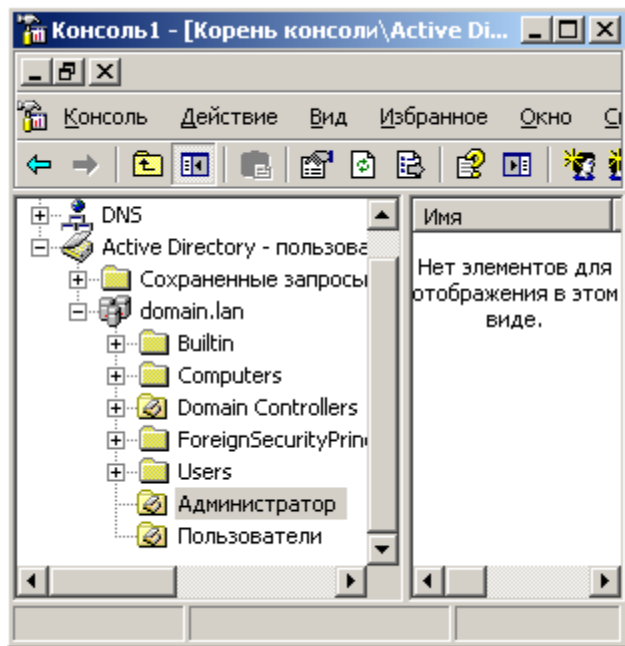 Консоль1 - [Корень консоли\Active Di...
Консоль Действие Вид Избранное Окно
DNS
Active Directory - пользова
Сохраненные запросы
domain.lan
Builtin
Computers
Domain Controllers
ForeignSecurityPrin
Users
Администратор
Пользователи
Имя
Нет элементов для
отображения в этом
виде.